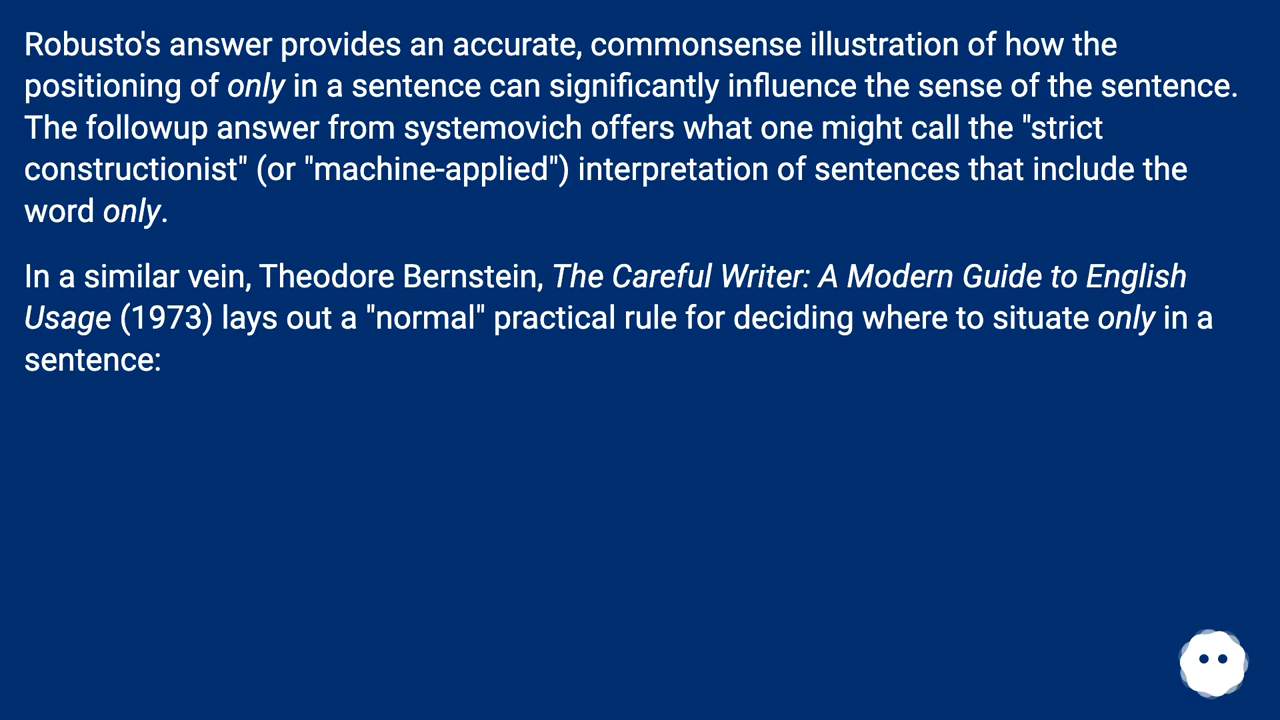 Robusto's answer provides an accurate, commonsense illustration of how the
positioning of only in a sentence can significantly influence the sense of the sentence.
The followup answer from systemovich offers what one might call the "strict
constructionist" (or "machine-applied") interpretation of sentences that include the
word only.
In a similar vein, Theodore Bernstein, The Careful Writer: A Modern Guide to English
Usage (1973) lays out a "normal" practical rule for deciding where to situate only in a
sentence: